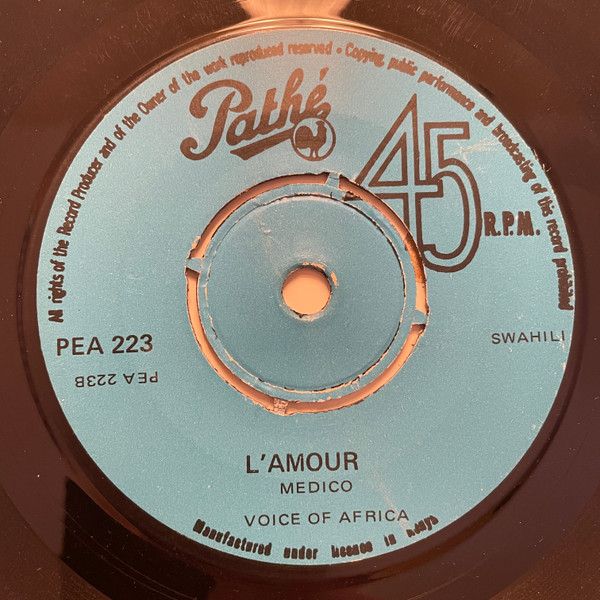 All rights of the Record Producer and of the Owner of the work reproduced reserved • Copying, public performance and broadcasting of this record prohibited
Pathé
45
R.P.M.
PEA 223
SWAHILI
PEA 223B
L'AMOUR
MEDICO
VOICE OF AFRICA
Manufactured under licence in Kenya